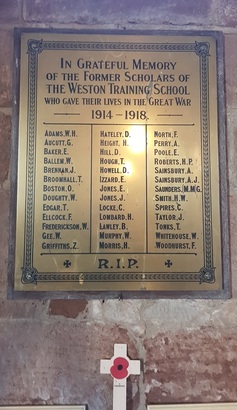 IN GRATEFUL MEMORY
OF THE FORMER SCHOLARS OF
THE WESTON TRAINING SCHOOL
WHO GAVE THEIR LIVES IN THE GREAT WAR
1914-1918.
ADAMS, W.H.
AUCUTT, G.
BAKER, E.
BALLEM, W.
BRENNAN, J.
BROOMHALL, T.
BOSTON, O.
DOUGHTY, W.
EDGAR, T.
ELLCOCK, F.
FREDERICKSON, W.
GEE, W.
GRIFFITHS, Z.
HATELEY, D.
HEIGHT, H.
HILL, D.
HOUGH, T.
HOWELL, D.
IZZARD, E.
JONES, E.
JONES, J.
LOCKE, C.
LOMBARD, H.
LAWLEY, B.
MURPHY, W.
MORRIS, H.
NORTH, F.
PERRY, A.
POOLE, E.
ROBERTS, H.P.
SAINSBURY, A.
SAINSBURY, A.J.
SAUNDERS, M.M.G.
SMITH, H.W.
SPIRES, C.
TAYLOR, J.
TONKS, T.
WHITEHOUSE, W.
WOODHURST, F.
R.I.P.